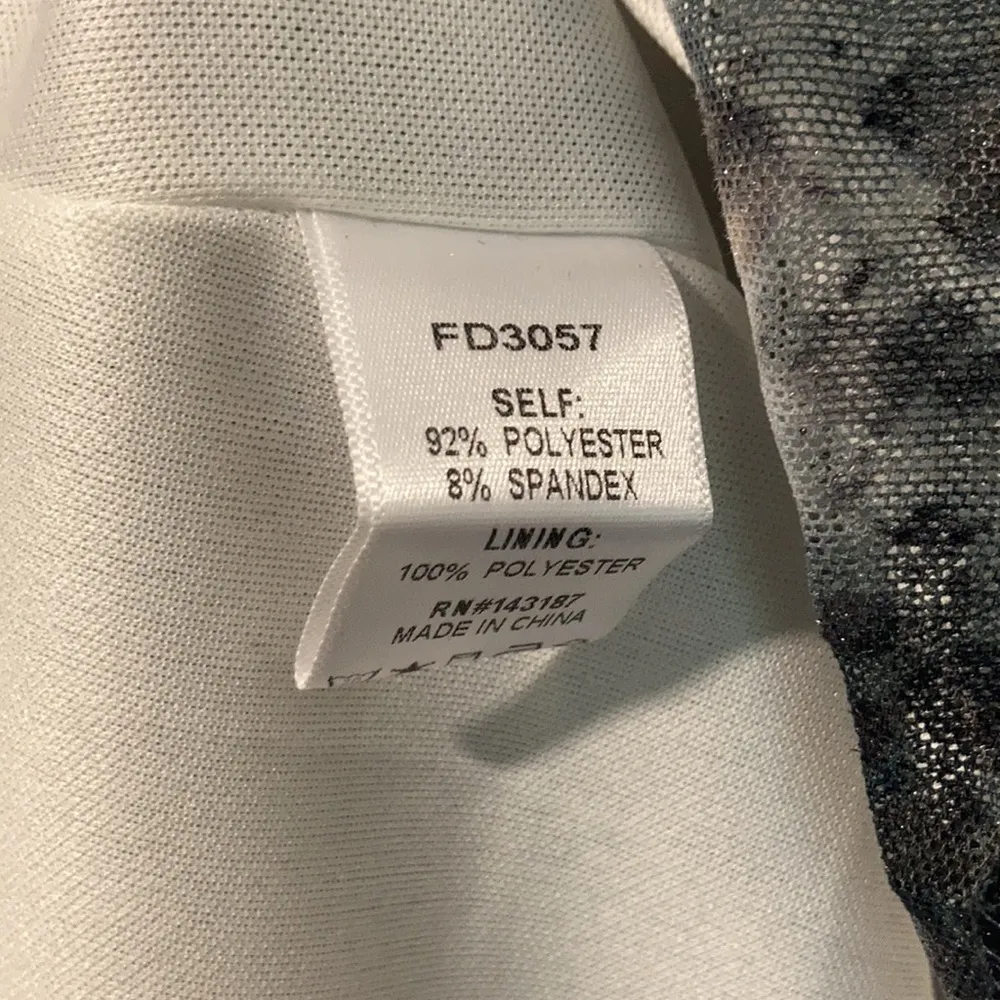 FD3057
SELF:
92% POLYESTER
8% SPANDEX
LINING:
100% POLYESTER
RN#143187
MADE IN CHINA